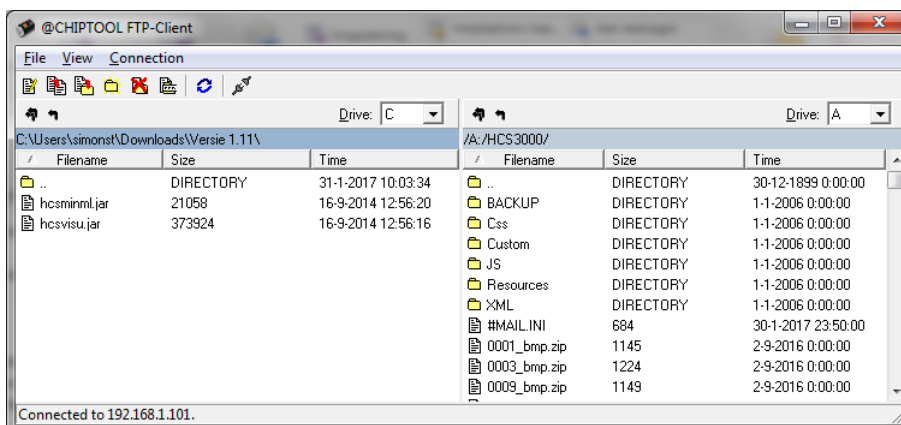 @CHIPTOOL FTP-Client
File View Connection
Drive: C
Drive: A
C:\Users\simonst\Downloads\Versie 1.11\
/A:/HCS3000/
/ Filename Size Time
/ Filename Size Time
.. DIRECTORY 31-1-2017 10:03:34
.. DIRECTORY 30-12-1899 0:00:00
hcsminml.jar 21058 16-9-2014 12:56:20
BACKUP DIRECTORY 1-1-2006 0:00:00
hcsvisu.jar 373924 16-9-2014 12:56:16
Css DIRECTORY 1-1-2006 0:00:00
Custom DIRECTORY 1-1-2006 0:00:00
JS DIRECTORY 1-1-2006 0:00:00
Resources DIRECTORY 1-1-2006 0:00:00
XML DIRECTORY 1-1-2006 0:00:00
#MAIL.INI 684 30-1-2017 23:50:00
0001_bmp.zip 1145 2-9-2016 0:00:00
0003_bmp.zip 1224 2-9-2016 0:00:00
0009_bmp.zip 1149 2-9-2016 0:00:00
Connected to 192.168.1.101.